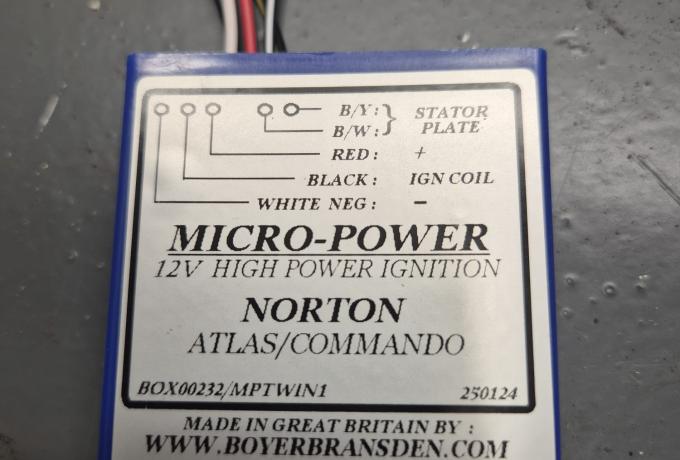 B/Y : } STATOR
B/W : } PLATE
RED : +
BLACK : IGN COIL
WHITE NEG : –
MICRO-POWER
12V HIGH POWER IGNITION
NORTON
ATLAS/COMMANDO
BOX00232/MPTWIN1 250124
MADE IN GREAT BRITAIN BY :
WWW.BOYERBRANSDEN.COM